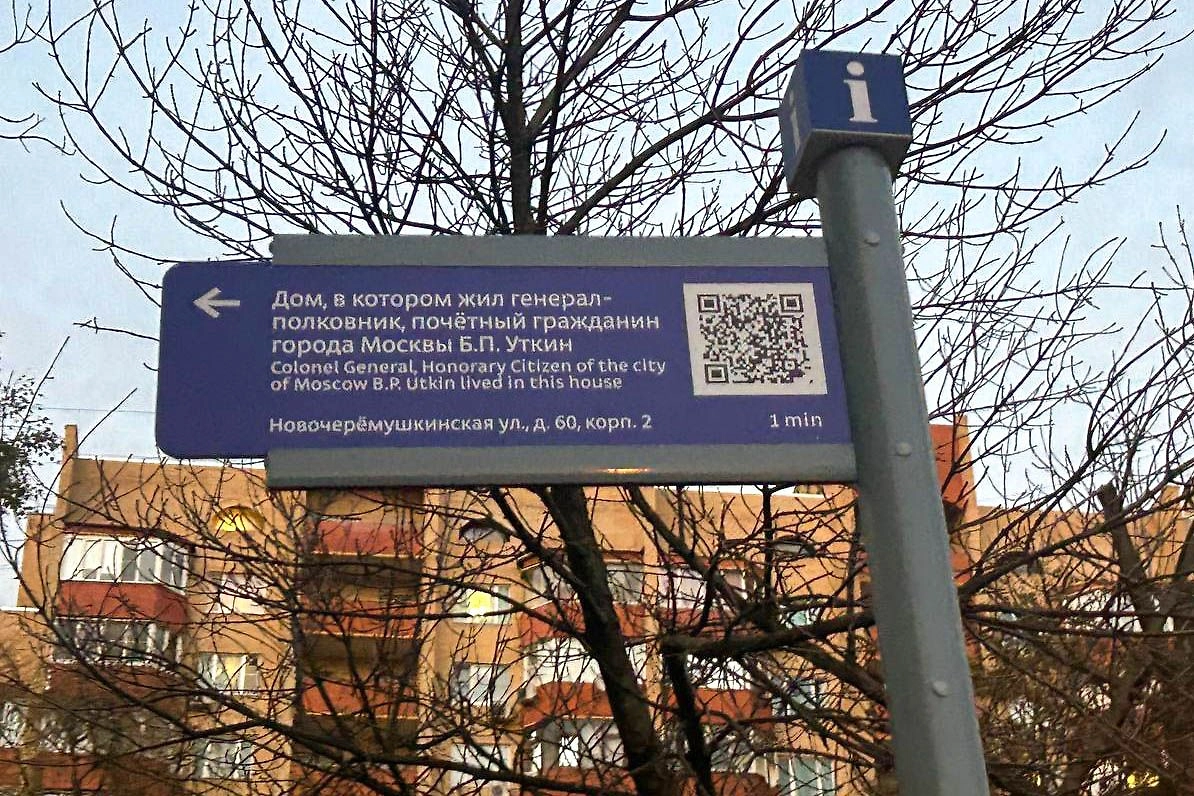 i
Дом, в котором жил генерал-
полковник, почётный гражданин
города Москвы Б.П. Уткин
Colonel General, Honorary Citizen of the city
of Moscow B.P. Utkin lived in this house
Новочерёмушкинская ул., д. 60, корп. 2
1 min